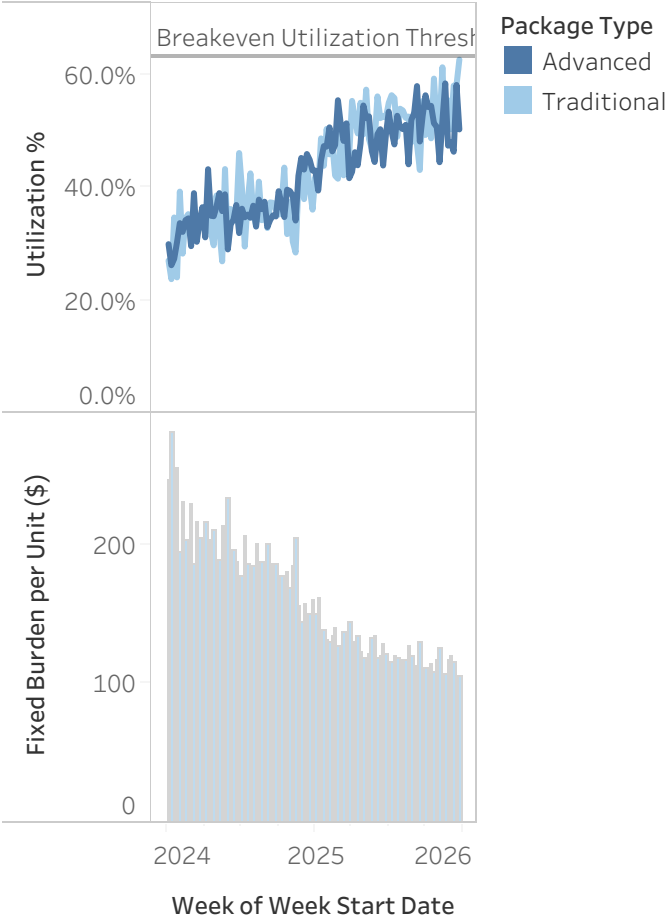 Breakeven Utilization Thresh
Package Type
Advanced
Traditional
Utilization %
60.0%
40.0%
20.0%
0.0%
Fixed Burden per Unit ($)
200
100
0
2024 2025 2026
Week of Week Start Date